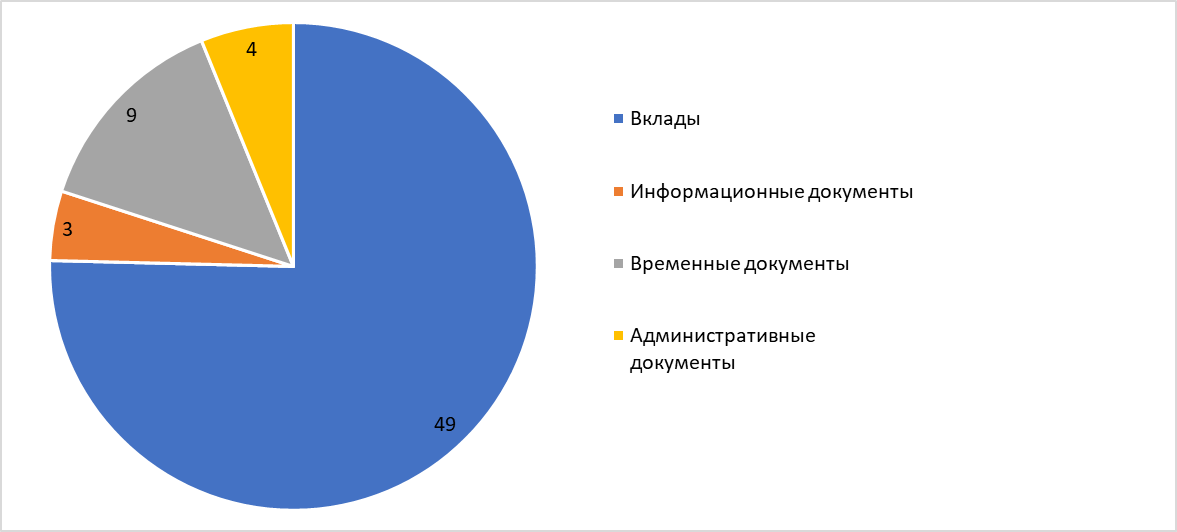 4
9
3
49
Вклады
Информационные документы
Временные документы
Административные
документы